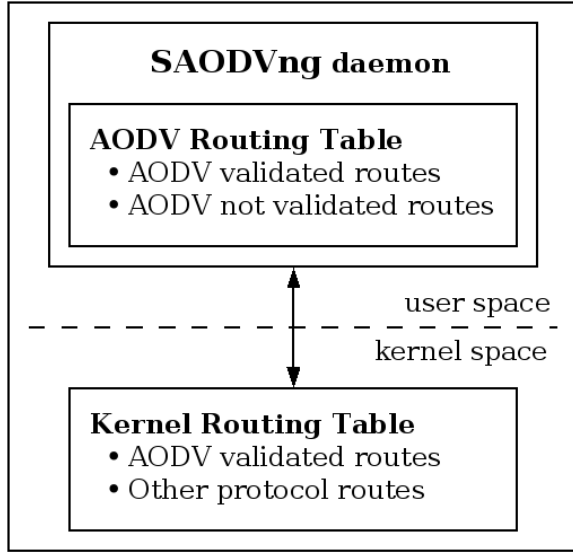 SAODVng daemon
AODV Routing Table
• AODV validated routes
• AODV not validated routes
user space
kernel space
Kernel Routing Table
• AODV validated routes
• Other protocol routes